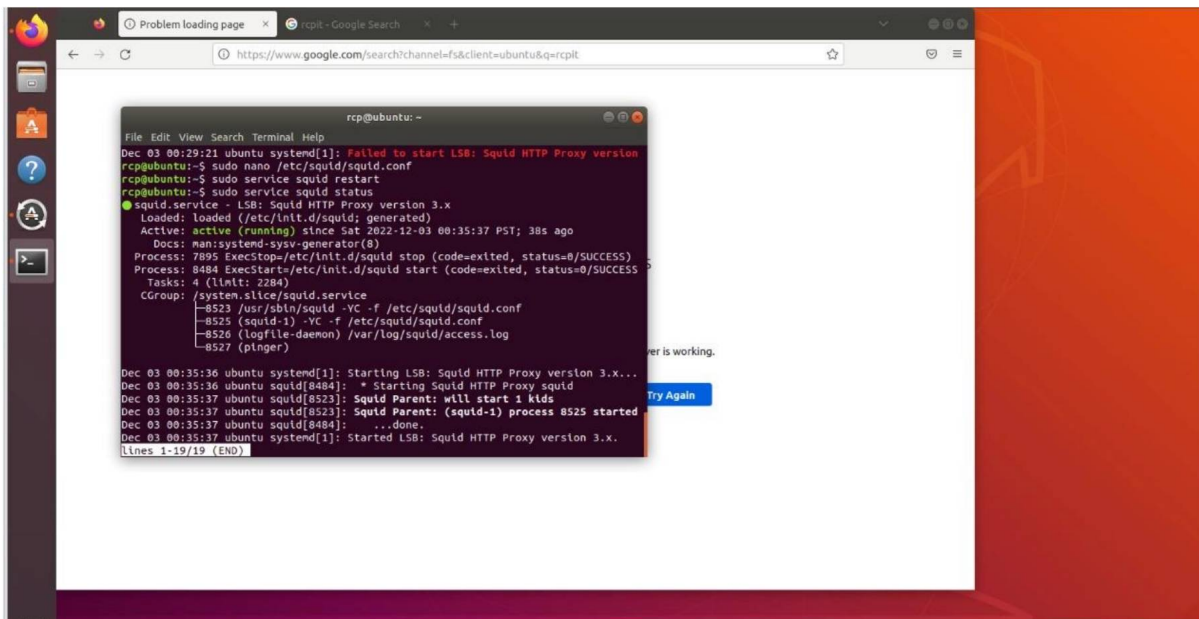 Problem loading page
rcpit - Google Search
https://www.google.com/search?channel=fs&client=ubuntu&q=rcpit
rcp@ubuntu: ~
File Edit View Search Terminal Help
Dec 03 00:29:21 ubuntu systemd[1]: Failed to start LSB: Squid HTTP Proxy version
rcp@ubuntu:~$ sudo nano /etc/squid/squid.conf
rcp@ubuntu:~$ sudo service squid restart
rcp@ubuntu:~$ sudo service squid status
● squid.service - LSB: Squid HTTP Proxy version 3.x
Loaded: loaded (/etc/init.d/squid; generated)
Active: active (running) since Sat 2022-12-03 00:35:37 PST; 38s ago
Docs: man:systemd-sysv-generator(8)
Process: 7895 ExecStop=/etc/init.d/squid stop (code=exited, status=0/SUCCESS)
Process: 8484 ExecStart=/etc/init.d/squid start (code=exited, status=0/SUCCESS
Tasks: 4 (limit: 2284)
CGroup: /system.slice/squid.service
├─8523 /usr/sbin/squid -YC -f /etc/squid/squid.conf
├─8525 (squid-1) -YC -f /etc/squid/squid.conf
├─8526 (logfile-daemon) /var/log/squid/access.log
└─8527 (pinger)
Dec 03 00:35:36 ubuntu systemd[1]: Starting LSB: Squid HTTP Proxy version 3.x...
Dec 03 00:35:36 ubuntu squid[8484]: * Starting Squid HTTP Proxy squid
Dec 03 00:35:37 ubuntu squid[8523]: Squid Parent: will start 1 kids
Dec 03 00:35:37 ubuntu squid[8523]: Squid Parent: (squid-1) process 8525 started
Dec 03 00:35:37 ubuntu squid[8484]: ...done.
Dec 03 00:35:37 ubuntu systemd[1]: Started LSB: Squid HTTP Proxy version 3.x.
lines 1-19/19 (END)
is working.
Try Again